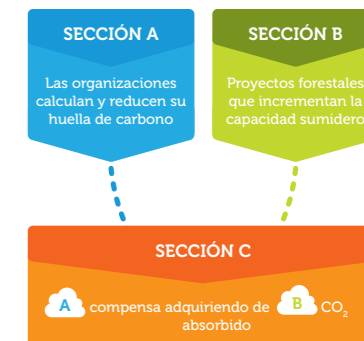 SECCIÓN A
Las organizaciones
calculan y reducen su
huella de carbono
SECCIÓN B
Proyectos forestales
que incrementan la
capacidad sumidero
SECCIÓN C
A compensa adquiriendo de B CO₂
absorbido